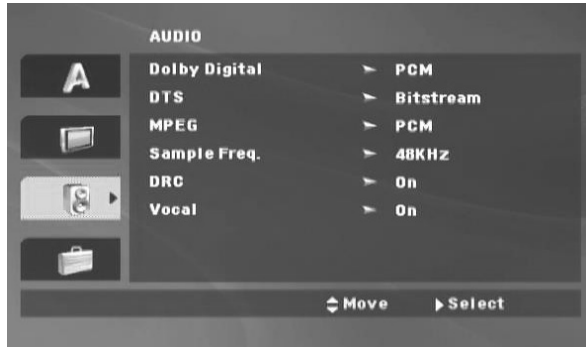 AUDIO
A
Dolby Digital ➤ PCM
DTS ➤ Bitstream
MPEG ➤ PCM
Sample Freq. ➤ 48KHz
DRC ➤ On
Vocal ➤ On
Move Select